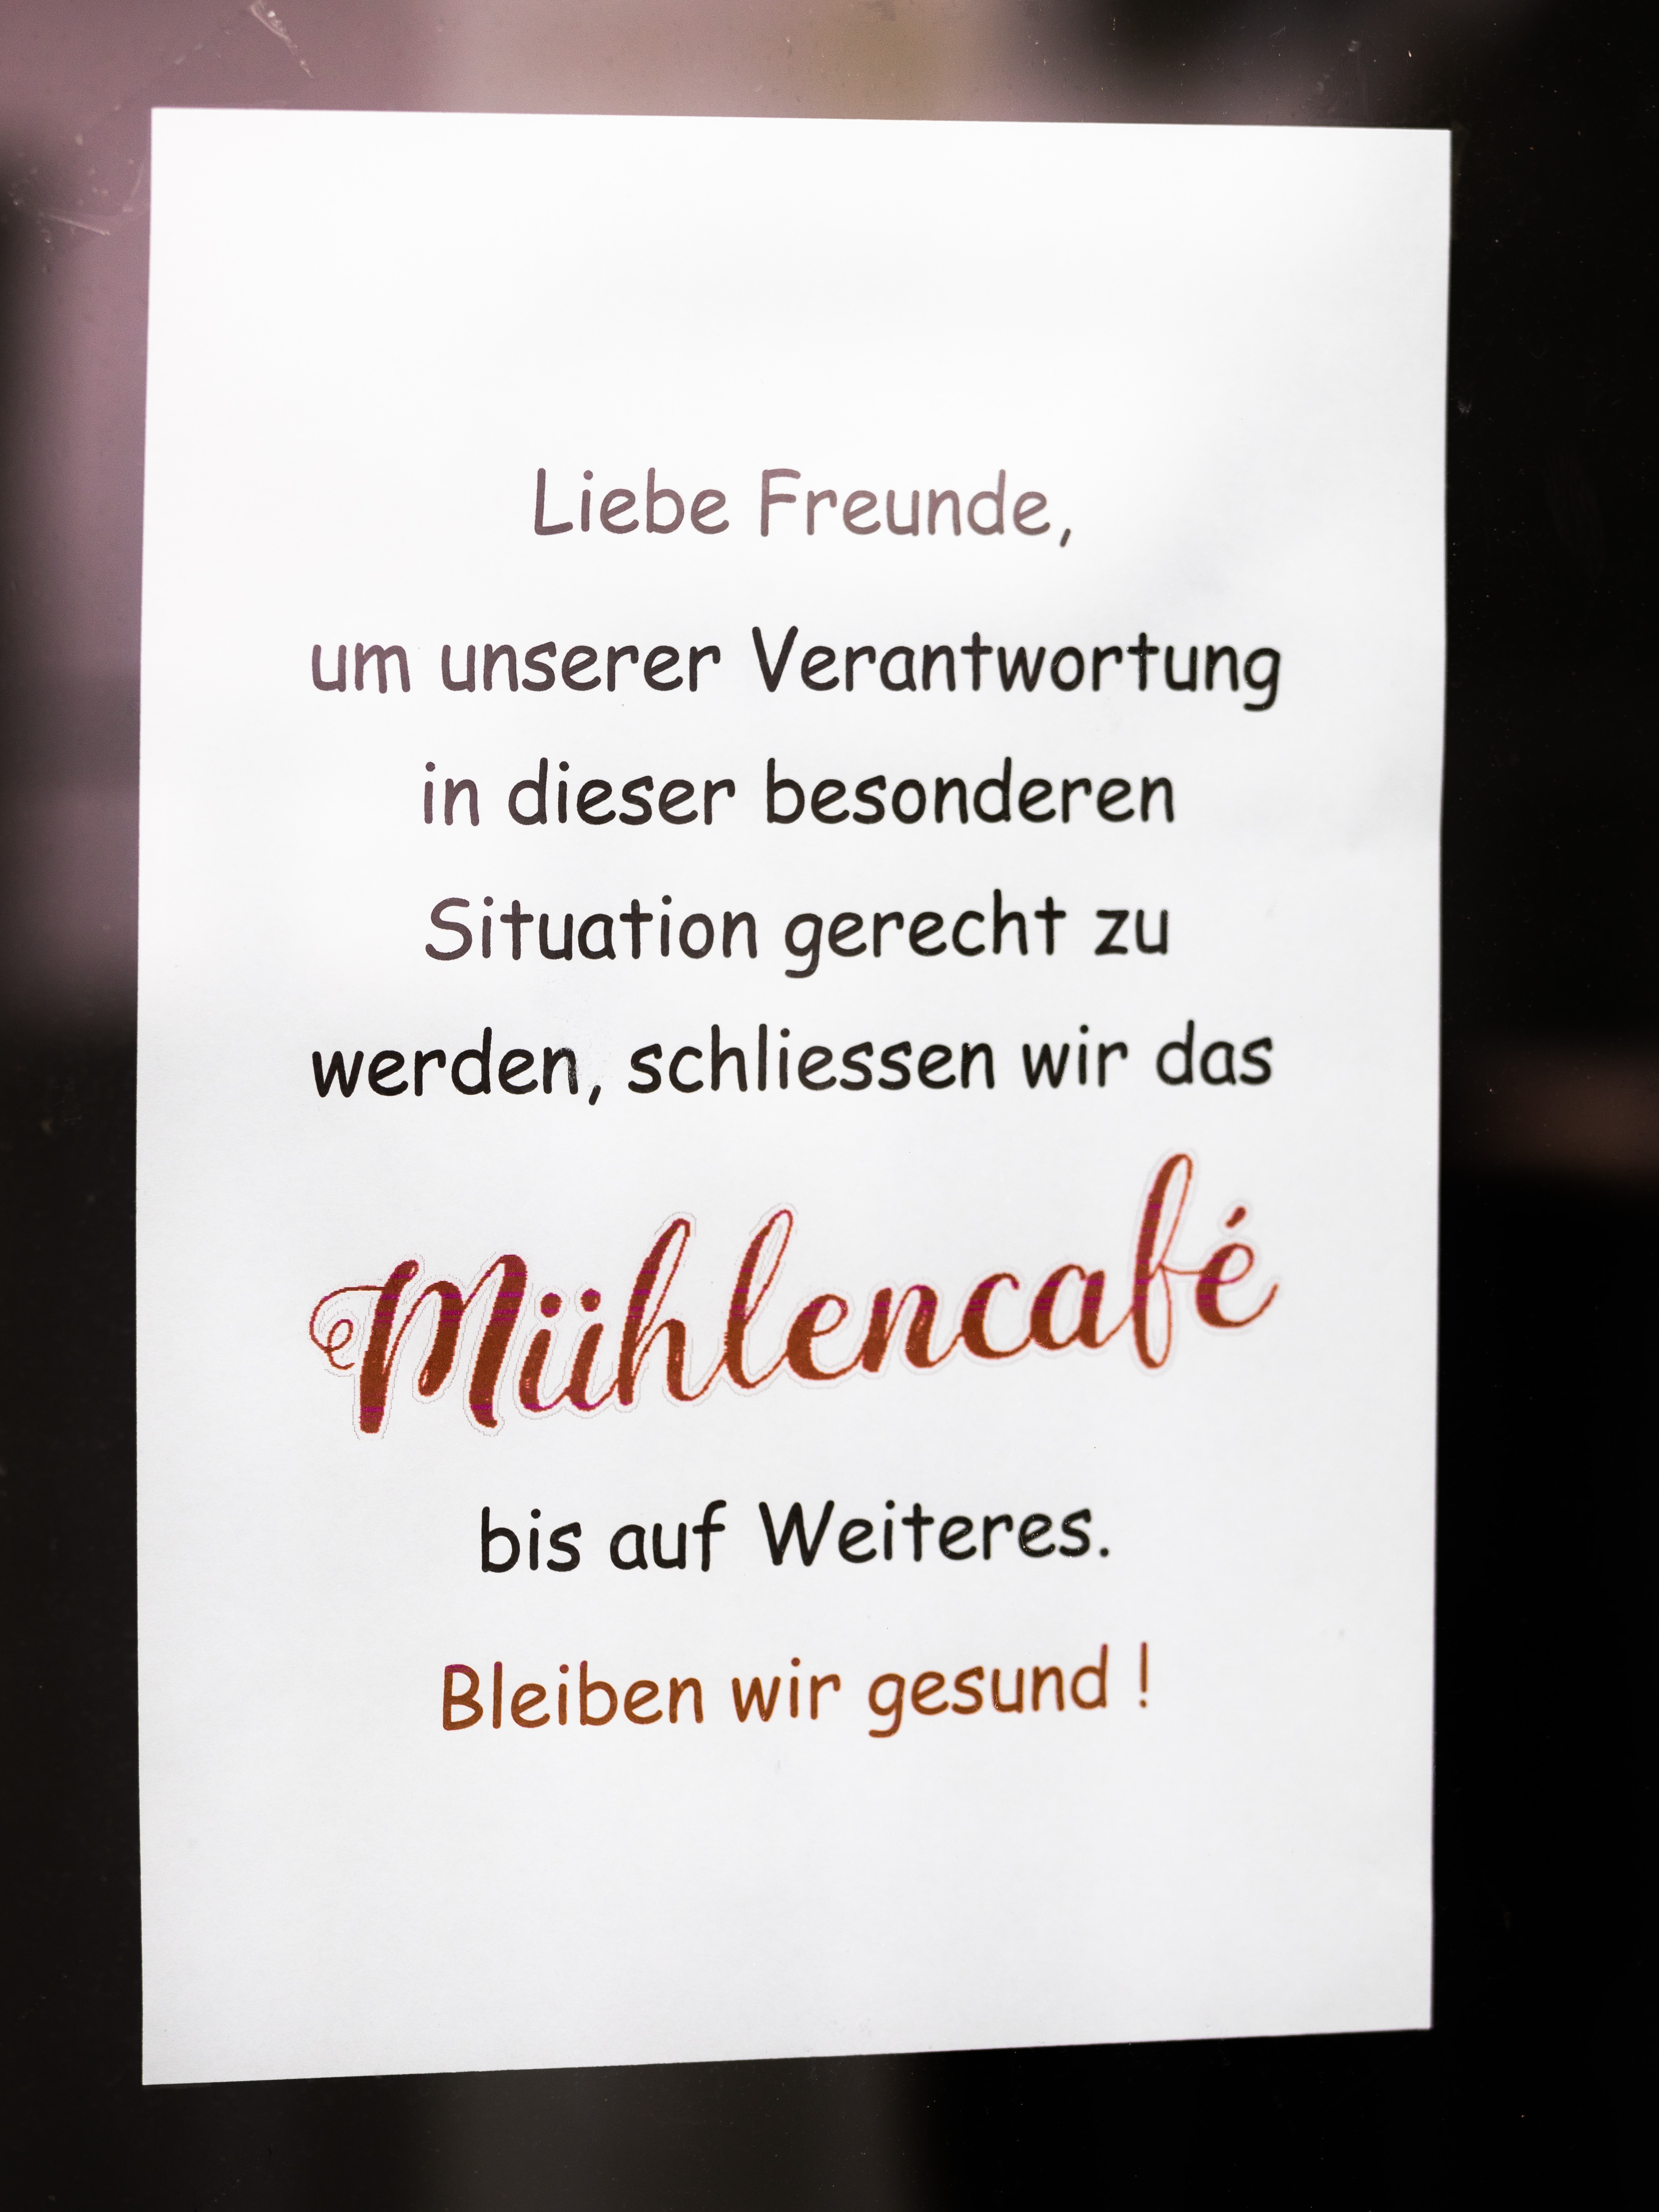 Liebe Freunde,
um unserer Verantwortung
in dieser besonderen
Situation gerecht zu
werden, schliessen wir das
Mühlencafé
bis auf Weiteres.
Bleiben wir gesund !